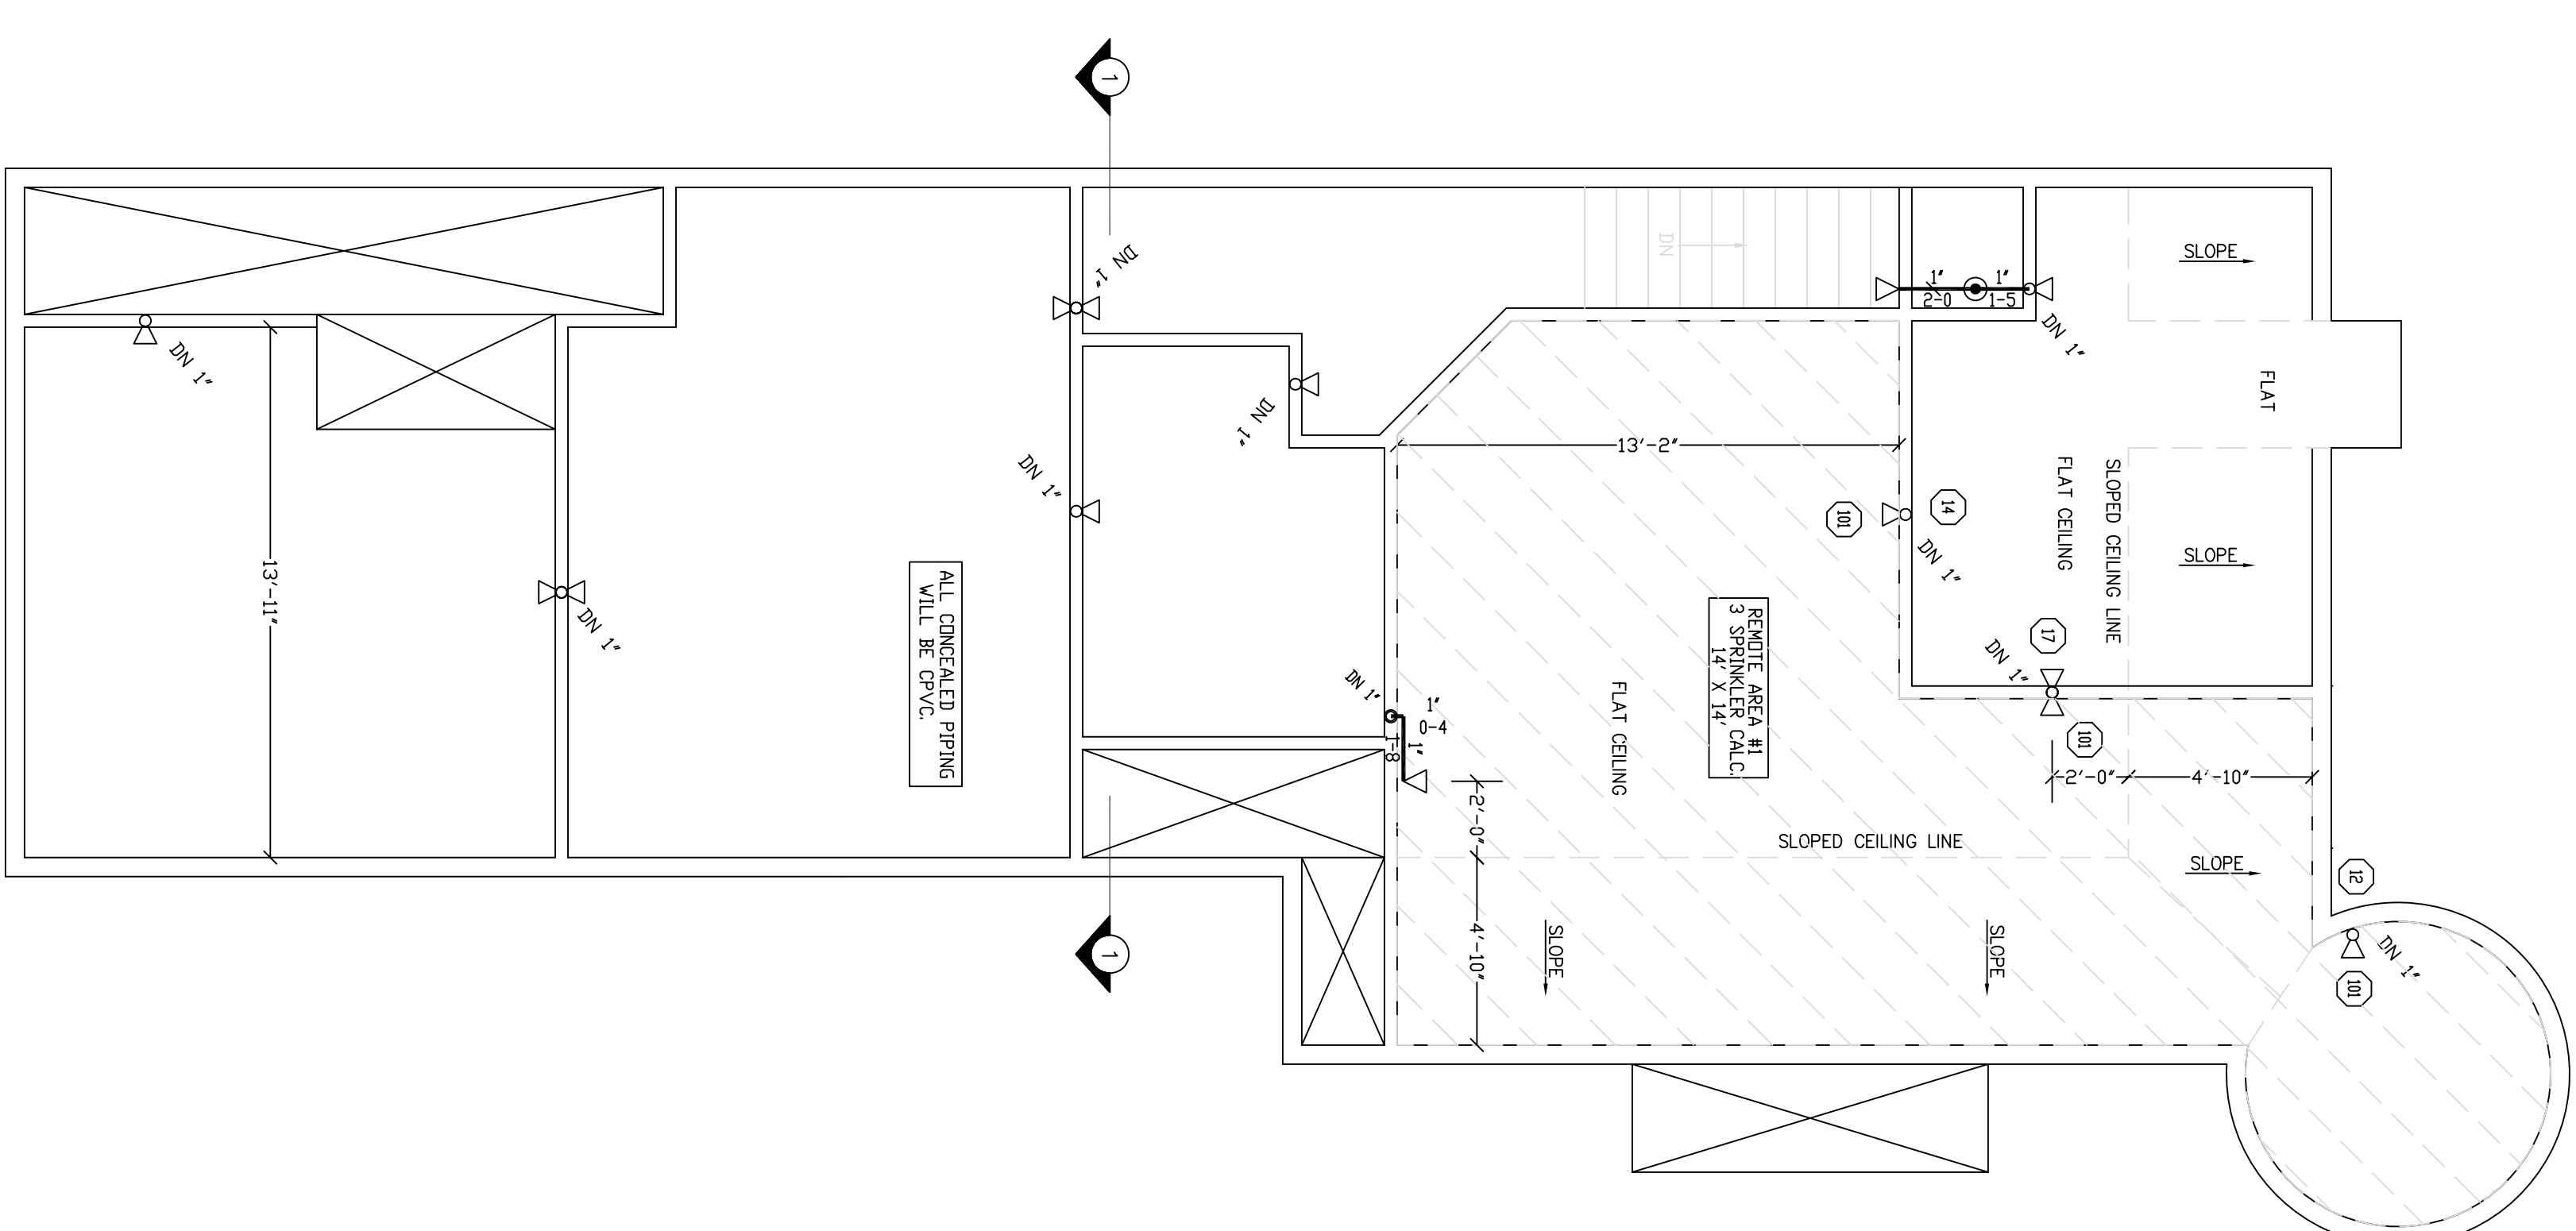 1
DN 1"
DN
1"
2-0
1"
1-5
SLOPE
DN 1"
FLAT
DN 1"
DN 1"
13'-2"
FLAT CEILING
SLOPED CEILING LINE
DN 1"
101
14
DN 1"
SLOPE
13'-11"
DN 1"
ALL CONCEALED PIPING
WILL BE CPVC.
REMOTE AREA #1
3 SPRINKLER CALC.
14' X 14'
FLAT CEILING
17
DN 1"
101
DN 1"
1"
0-4
1"
1-8
2'-0"
4'-10"
2'-0"
4'-10"
SLOPED CEILING LINE
SLOPE
12
DN 1"
101
SLOPE
SLOPE
1